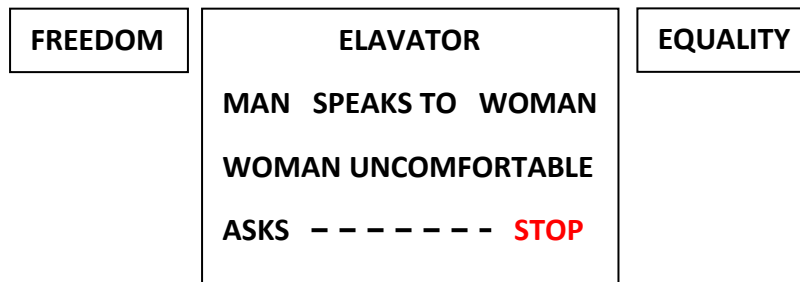 FREEDOM
ELAVATOR
EQUALITY
MAN SPEAKS TO WOMAN
WOMAN UNCOMFORTABLE
ASKS – – – – – – – STOP